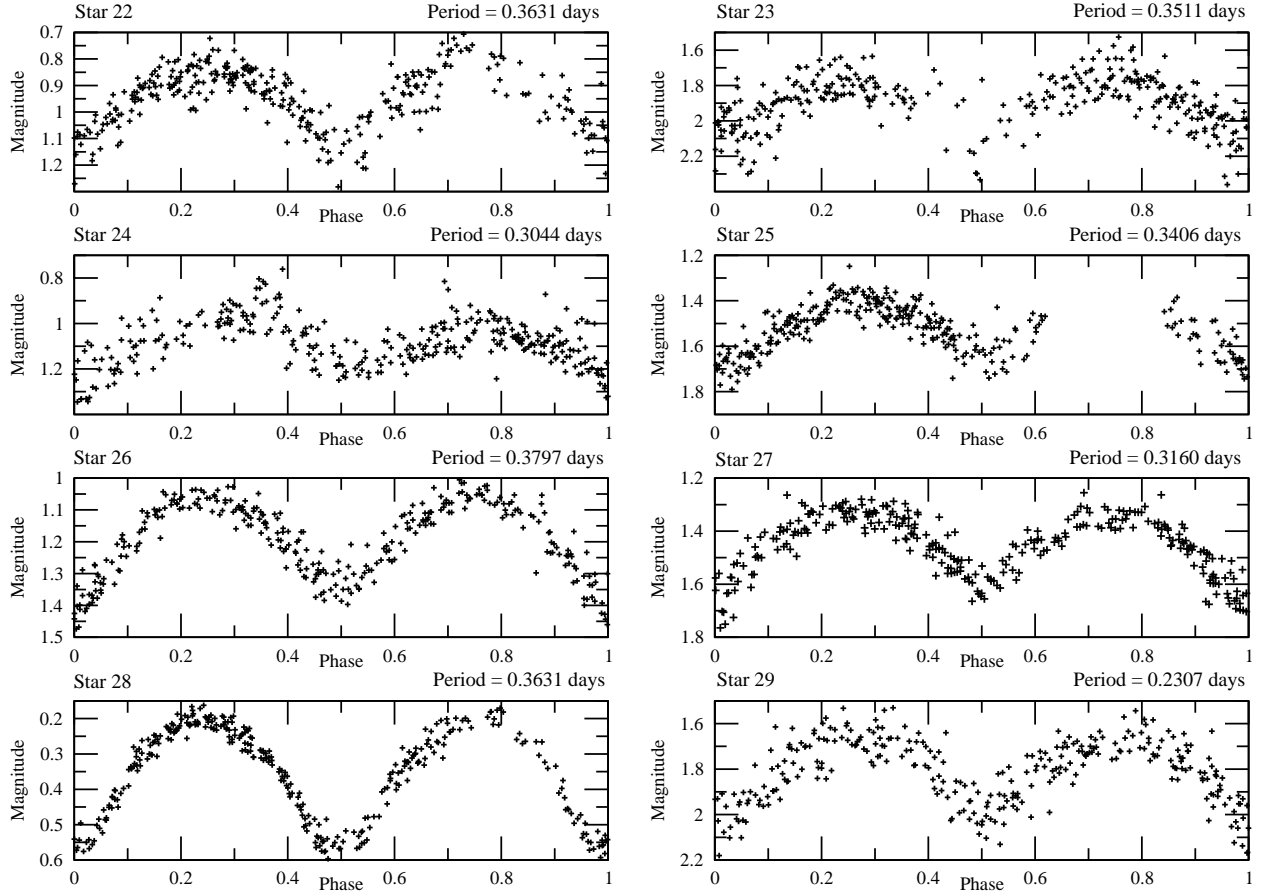 Star 22 Period = 0.3631 days
0.7
0.8
0.9
1
1.1
1.2
Magnitude
0 0.2 0.4 0.6 0.8 1
Phase
Star 23 Period = 0.3511 days
1.6
1.8
2
2.2
Magnitude
0 0.2 0.4 0.6 0.8 1
Phase
Star 24 Period = 0.3044 days
0.8
1
1.2
Magnitude
0 0.2 0.4 0.6 0.8 1
Phase
Star 25 Period = 0.3406 days
1.2
1.4
1.6
1.8
Magnitude
0 0.2 0.4 0.6 0.8 1
Phase
Star 26 Period = 0.3797 days
1
1.1
1.2
1.3
1.4
1.5
Magnitude
0 0.2 0.4 0.6 0.8 1
Phase
Star 27 Period = 0.3160 days
1.2
1.4
1.6
1.8
Magnitude
0 0.2 0.4 0.6 0.8 1
Phase
Star 28 Period = 0.3631 days
0.2
0.3
0.4
0.5
0.6
Magnitude
0 0.2 0.4 0.6 0.8 1
Phase
Star 29 Period = 0.2307 days
1.6
1.8
2
2.2
Magnitude
0 0.2 0.4 0.6 0.8 1
Phase